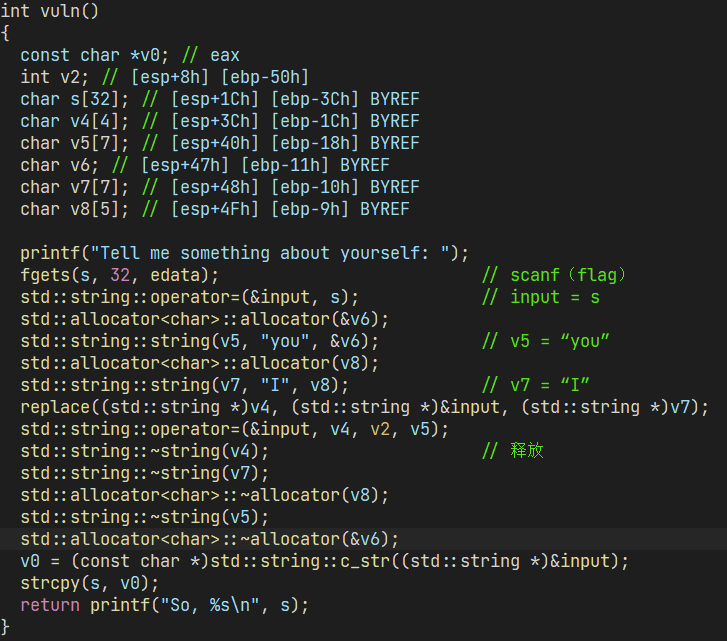 int vuln()
{
  const char *v0; // eax
  int v2; // [esp+8h] [ebp-50h]
  char s[32]; // [esp+1Ch] [ebp-3Ch] BYREF
  char v4[4]; // [esp+3Ch] [ebp-1Ch] BYREF
  char v5[7]; // [esp+40h] [ebp-18h] BYREF
  char v6; // [esp+47h] [ebp-11h] BYREF
  char v7[7]; // [esp+48h] [ebp-10h] BYREF
  char v8[5]; // [esp+4Fh] [ebp-9h] BYREF

  printf("Tell me something about yourself: ");
  fgets(s, 32, edata);                          // scanf（flag）
  std::string::operator=(&input, s);            // input = s
  std::allocator<char>::allocator(&v6);
  std::string::string(v5, "you", &v6);          // v5 = “you”
  std::allocator<char>::allocator(v8);
  std::string::string(v7, "I", v8);             // v7 = “I”
  replace((std::string *)v4, (std::string *)&input, (std::string *)v7);
  std::string::operator=(&input, v4, v2, v5);
  std::string::~string(v4);                     // 释放
  std::string::~string(v7);
  std::allocator<char>::~allocator(v8);
  std::string::~string(v5);
  std::allocator<char>::~allocator(&v6);
  v0 = (const char *)std::string::c_str((std::string *)&input);
  strcpy(s, v0);
  return printf("So, %s\n", s);
}